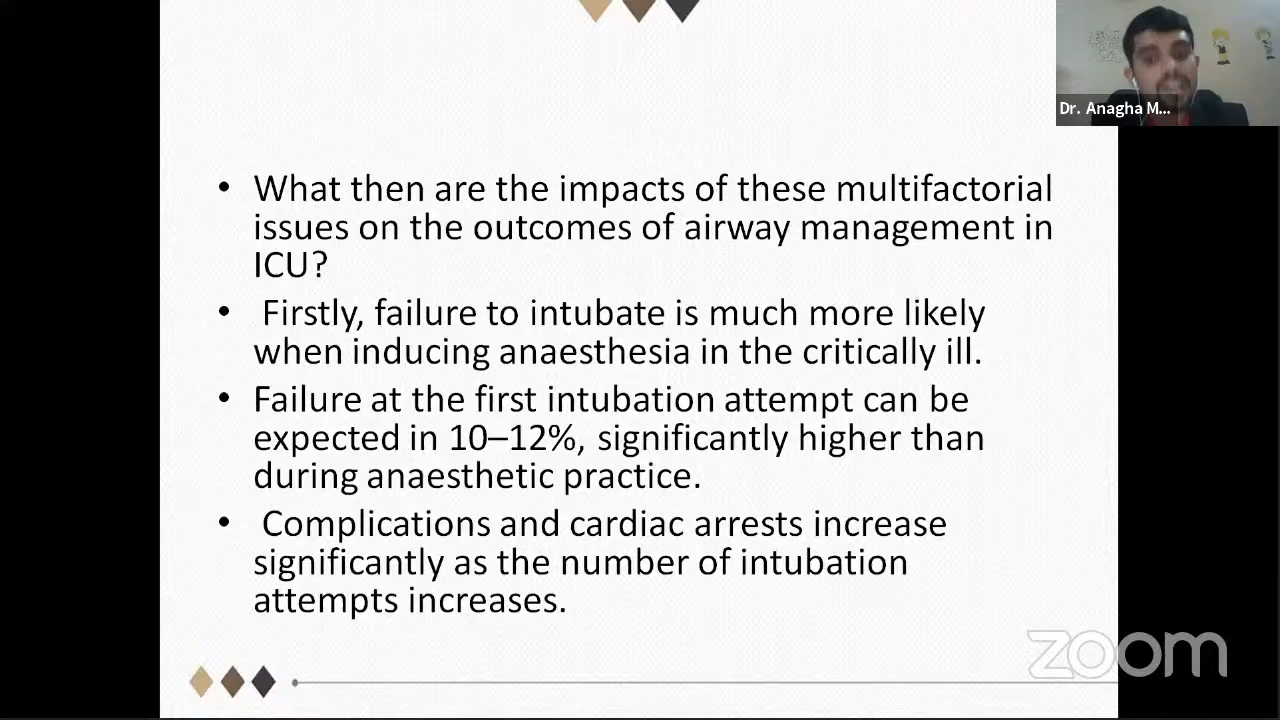 Dr. Anagha M...
• What then are the impacts of these multifactorial
issues on the outcomes of airway management in
ICU?
• Firstly, failure to intubate is much more likely
when inducing anaesthesia in the critically ill.
• Failure at the first intubation attempt can be
expected in 10–12%, significantly higher than
during anaesthetic practice.
• Complications and cardiac arrests increase
significantly as the number of intubation
attempts increases.
zoom